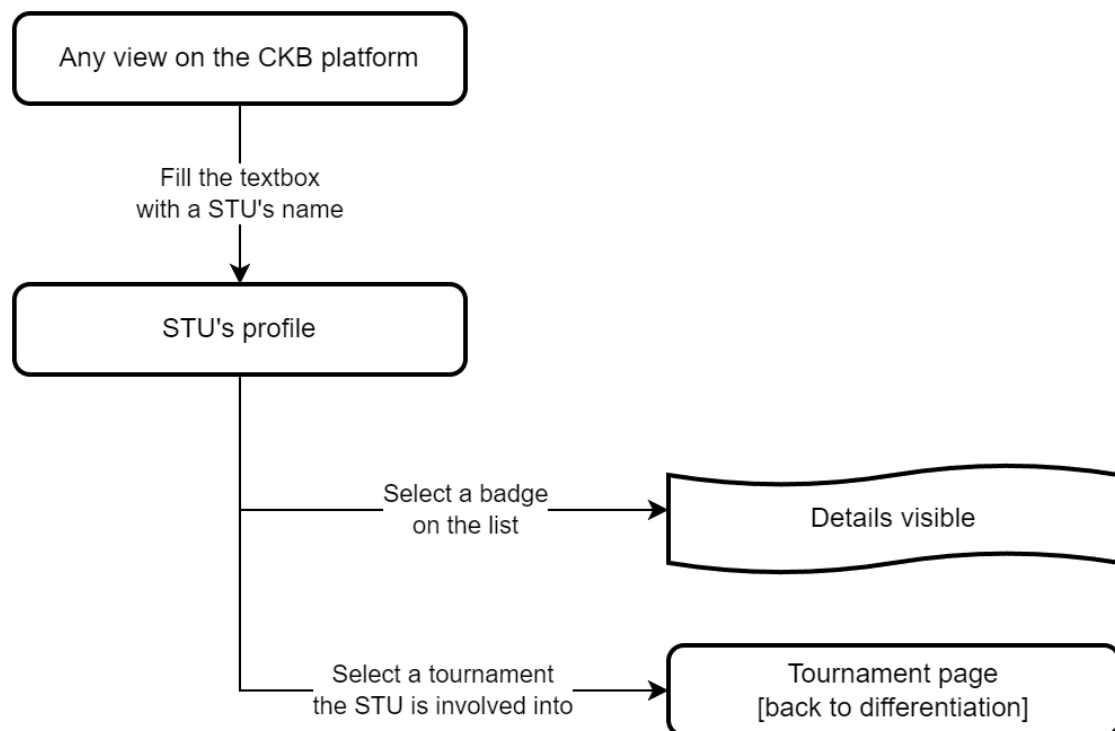 Any view on the CKB platform
Fill the textbox
with a STU's name
STU's profile
Select a badge
on the list
Details visible
Select a tournament
the STU is involved into
Tournament page
[back to differentiation]